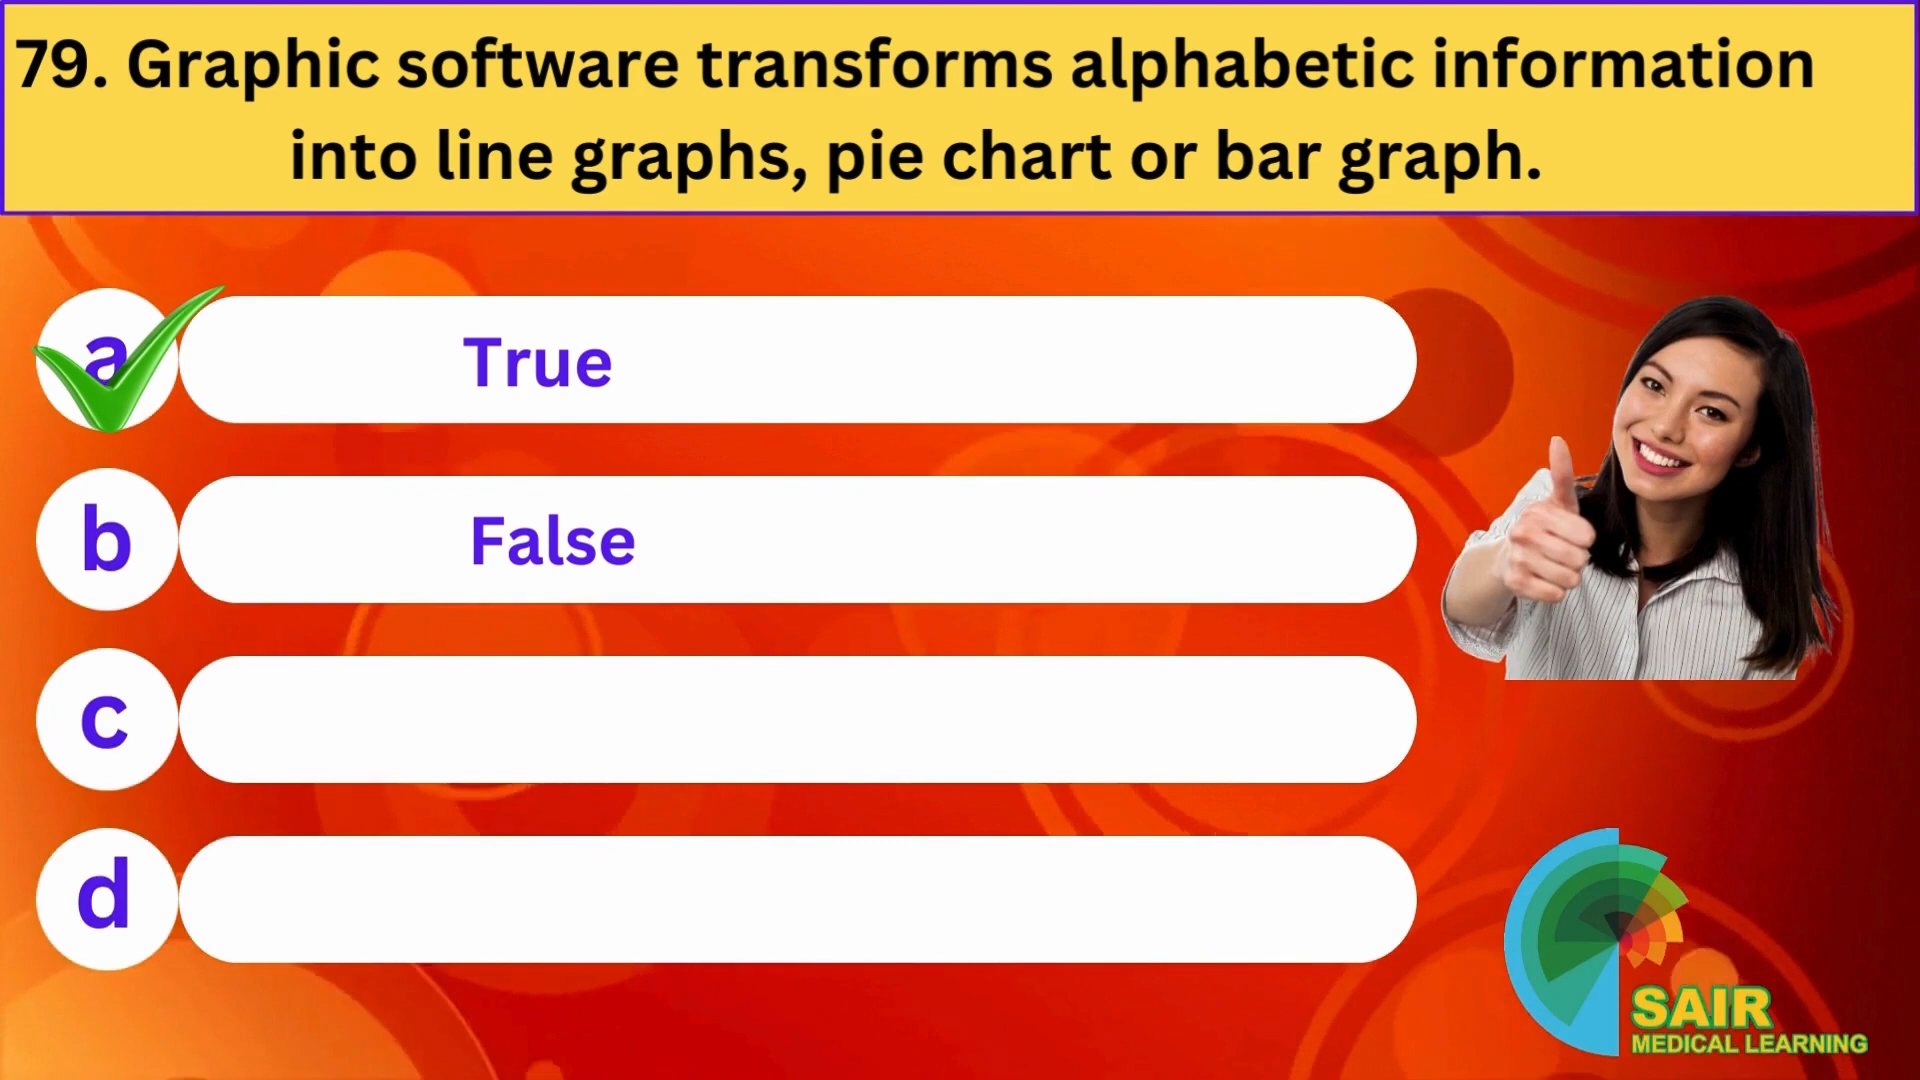 79. Graphic software transforms alphabetic information
into line graphs, pie chart or bar graph.
a
True
b
False
c
d
SAIR
MEDICAL LEARNING